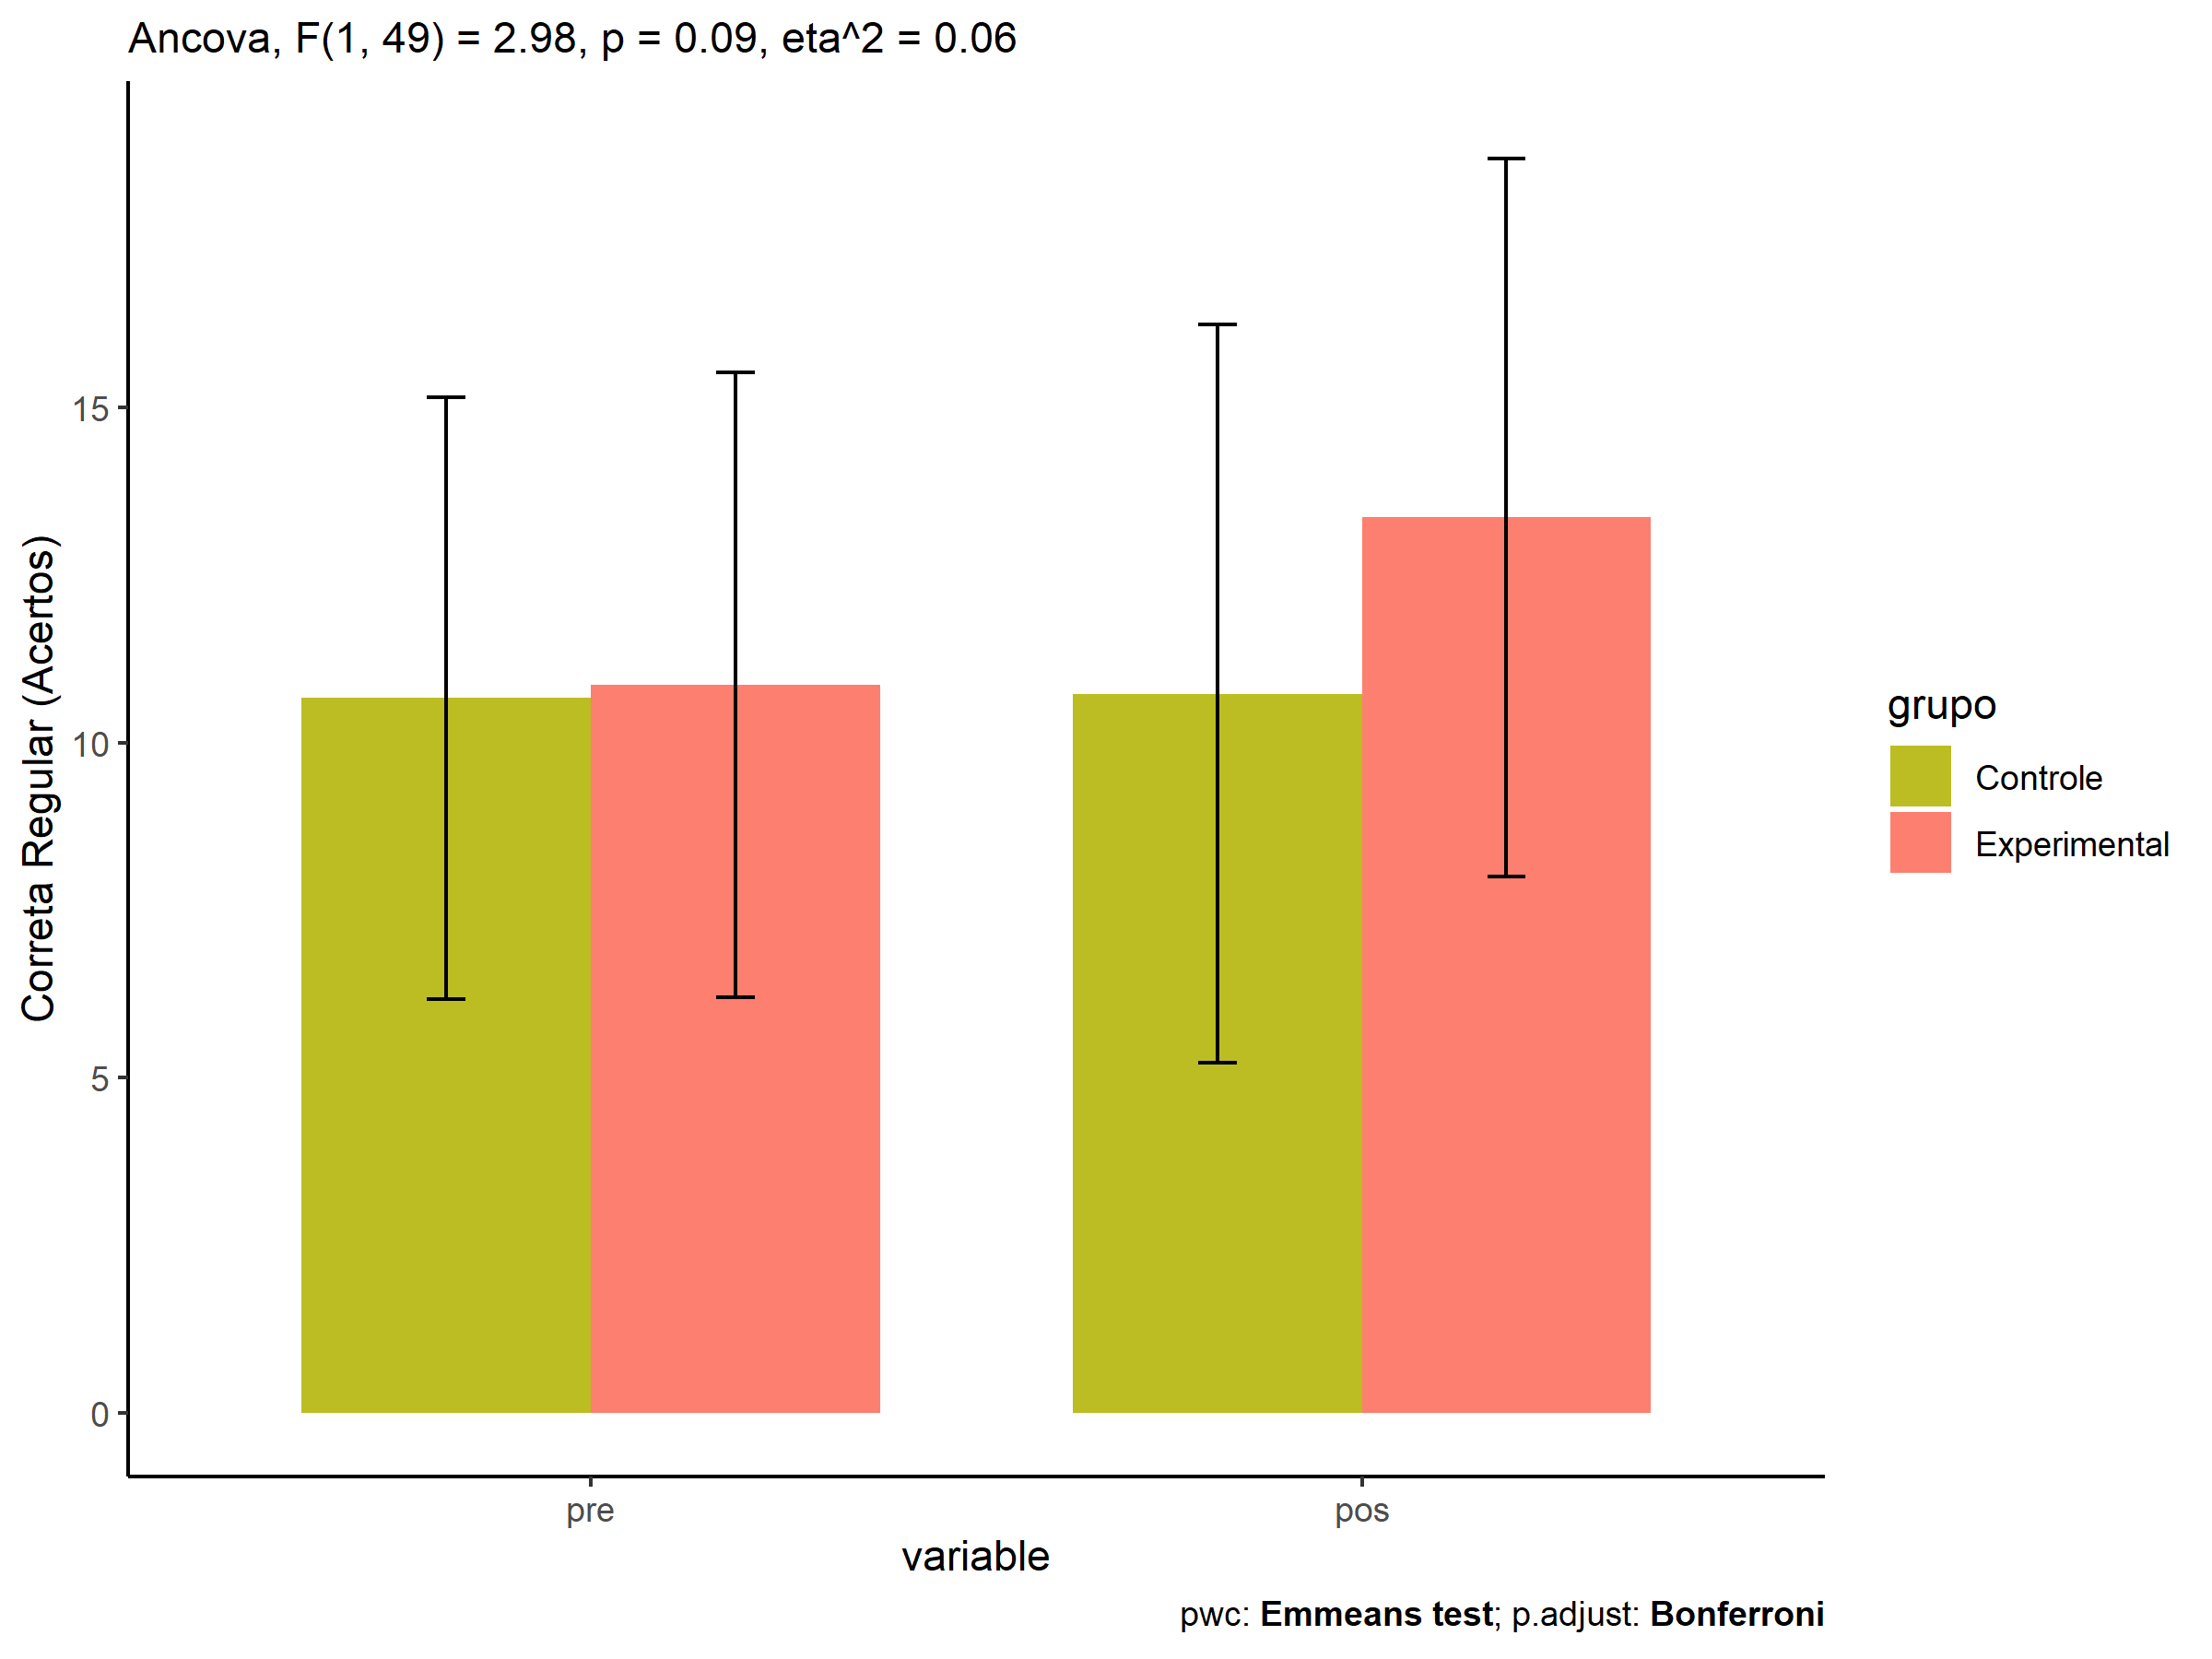 Ancova, F(1, 49) = 2.98, p = 0.09, eta^2 = 0.06
Correta Regular (Acertos)
15
10
5
0
pre
pos
variable
grupo
Controle
Experimental
pwc: Emmeans test; p.adjust: Bonferroni